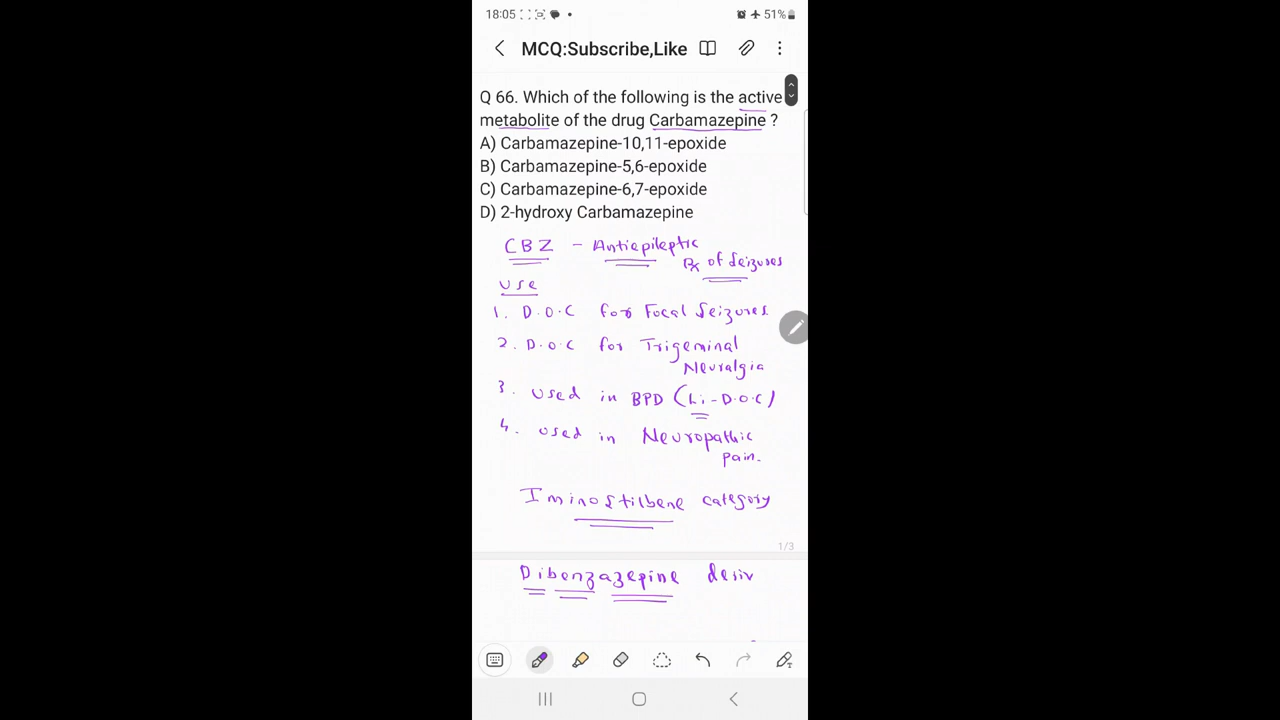 18:05 51%
MCQ:Subscribe,Like
Q 66. Which of the following is the active
metabolite of the drug Carbamazepine ?
A) Carbamazepine-10,11-epoxide
B) Carbamazepine-5,6-epoxide
C) Carbamazepine-6,7-epoxide
D) 2-hydroxy Carbamazepine
CBZ - Antiepileptic
Rx of Seizures
Use
1. D.O.C for Focal Seizures
2. D.O.C for Trigeminal
Neuralgia
3. Used in BPD (Li-D.O.C)
4. Used in Neuropathic
pain.
Iminostilbene category
1/3
Dibenzazepine deriv